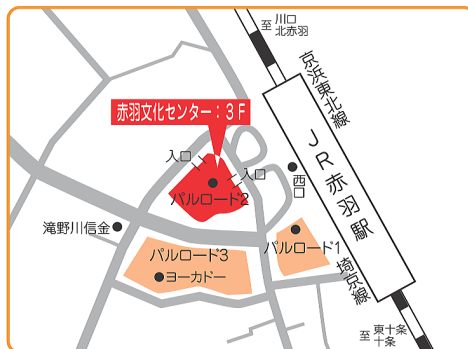 至 川口
北赤羽
京浜東北線
JR赤羽駅
赤羽文化センター：3F
入口
入口
西口
パルロード2
滝野川信金
パルロード3
ヨーカドー
パルロード1
埼京線
至 東十条
十条